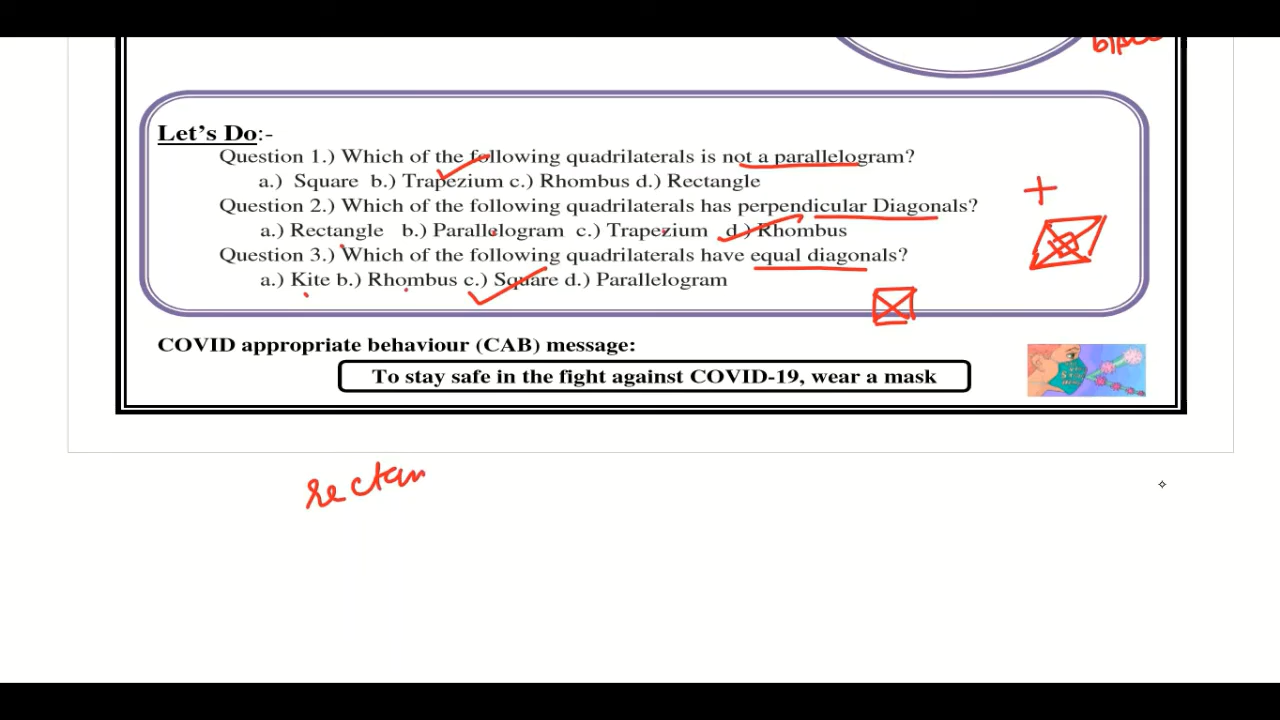 Let's Do:-
Question 1.) Which of the following quadrilaterals is not a parallelogram?
a.) Square b.) Trapezium c.) Rhombus d.) Rectangle
Question 2.) Which of the following quadrilaterals has perpendicular Diagonals?
a.) Rectangle b.) Parallelogram c.) Trapezium d.) Rhombus
Question 3.) Which of the following quadrilaterals have equal diagonals?
a.) Kite b.) Rhombus c.) Square d.) Parallelogram
COVID appropriate behaviour (CAB) message:
To stay safe in the fight against COVID-19, wear a mask
rectan